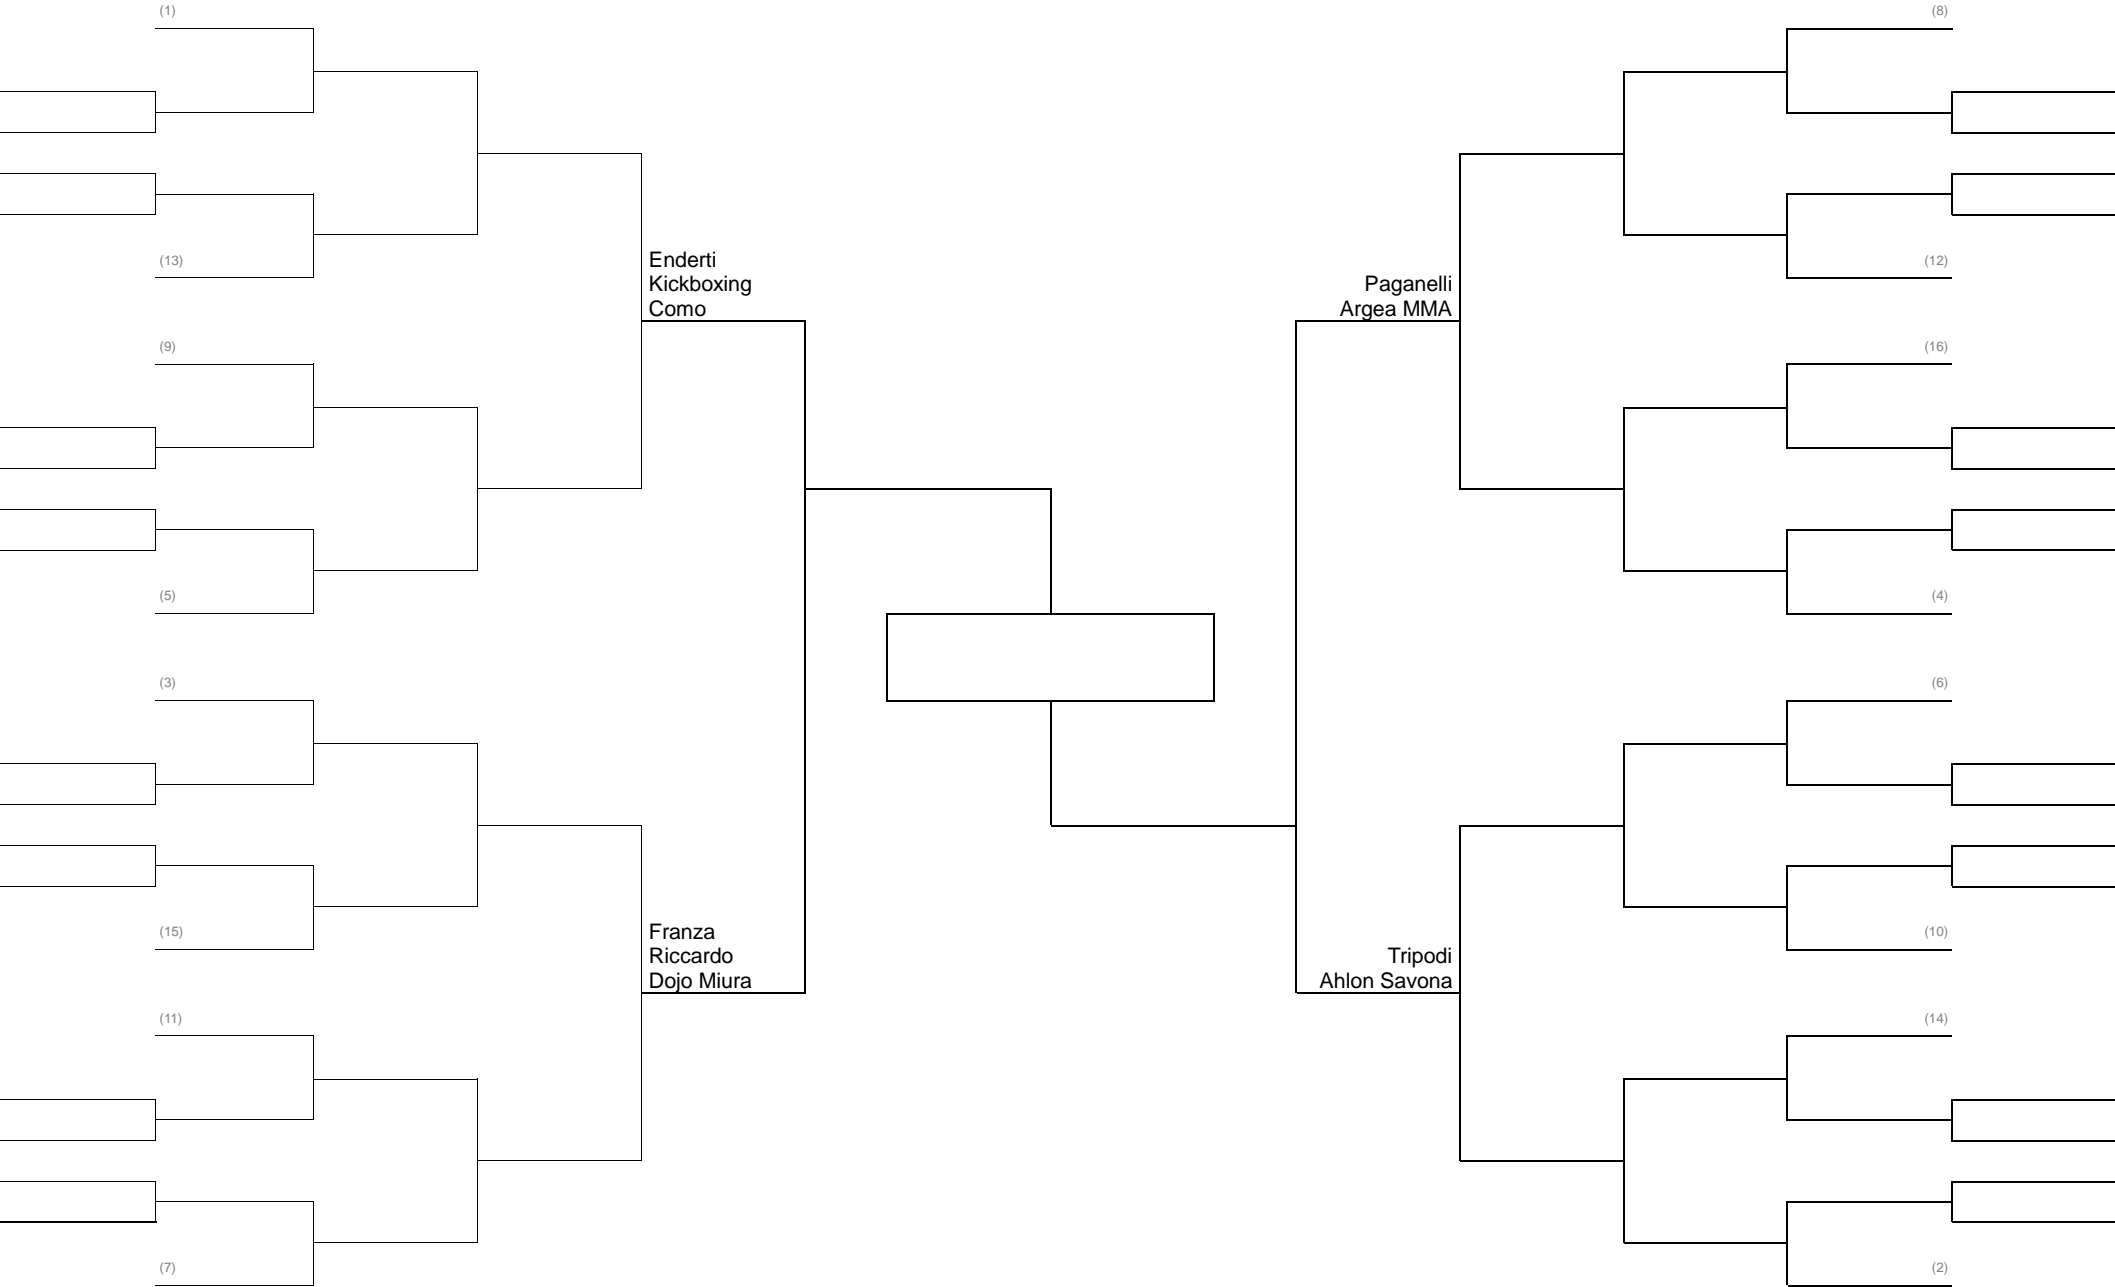 (1)
(13)
(9)
(5)
(3)
(15)
(11)
(7)
Enderti
Kickboxing
Como
Franza
Riccardo
Dojo Miura
Paganelli
Argea MMA
Tripodi
Ahlon Savona
(8)
(12)
(16)
(4)
(6)
(10)
(14)
(2)